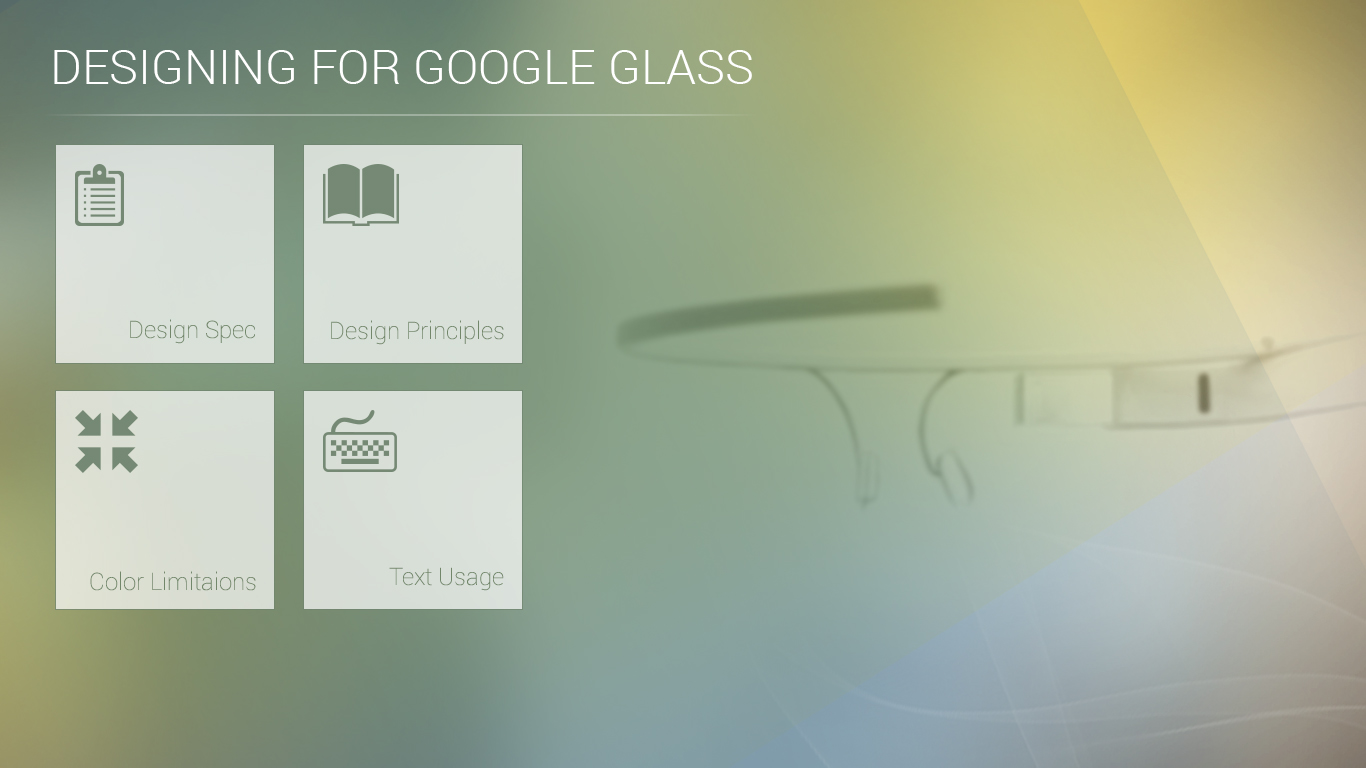 DESIGNING FOR GOOGLE GLASS
Design Spec
Design Principles
Color Limitaions
Text Usage